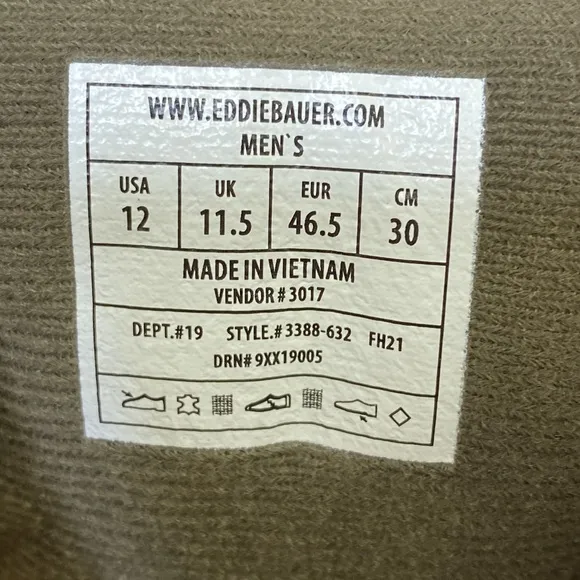 WWW.EDDIEBAUER.COM
MEN`S
USA UK EUR CM
12 11.5 46.5 30
MADE IN VIETNAM
VENDOR # 3017
DEPT.#19 STYLE.# 3388-632 FH21
DRN# 9XX19005